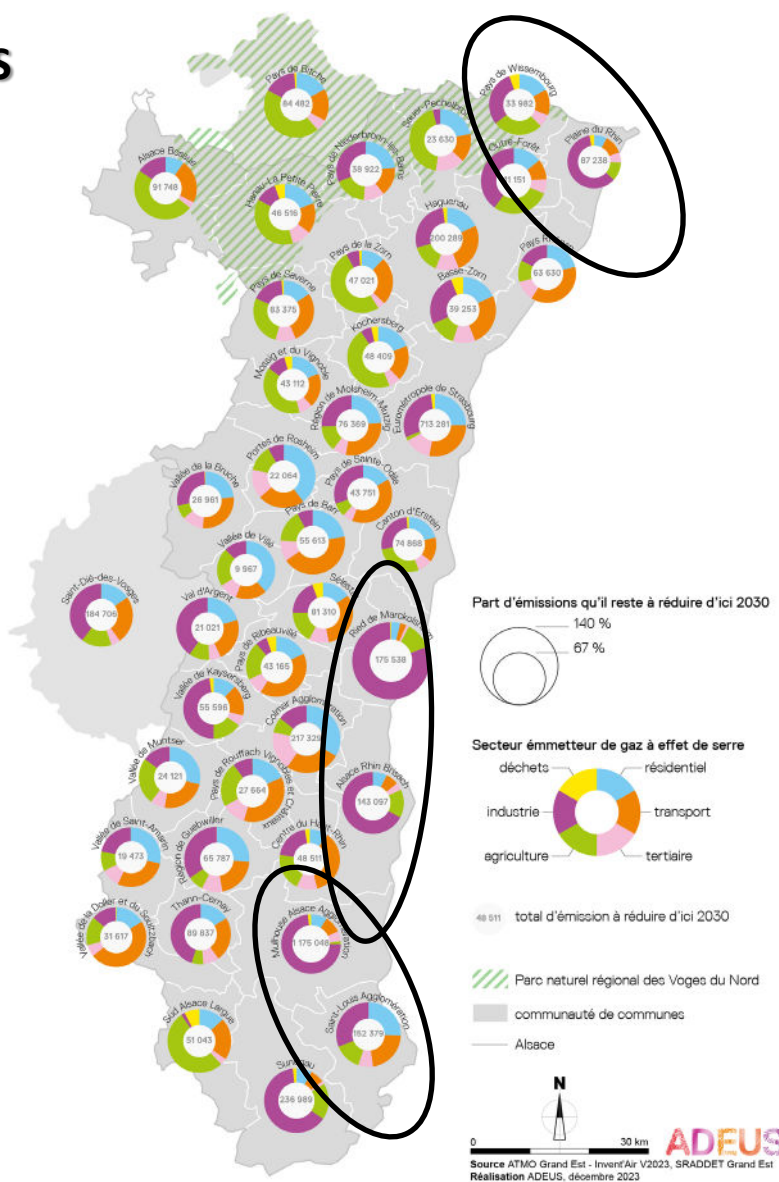 S
Pays de Bitche
84 482
Pays de Wissembourg
33 982
Sauer-Pechelbronn
23 630
Plaine du Rhin
87 238
Outre-Forêt
11 151
Alsace Bossue
91 748
Pays de Niederbronn-les-Bains
38 922
Hanau-La Petite Pierre
46 516
Haguenau
200 289
Pays Rhénan
63 630
Pays de la Zorn
47 021
Basse-Zorn
39 253
Pays de Saverne
83 375
Kochersberg
48 409
Mossig et du Vignoble
43 112
Région de Molsheim-Mutzig
76 369
Eurométropole de Strasbourg
713 281
Portes de Rosheim
22 064
Pays de Sainte-Odile
43 751
Vallée de la Bruche
26 961
Pays de Barr
55 613
Canton d'Erstein
74 868
Vallée de Villé
9 967
Saint-Dié-des-Vosges
184 706
Val d'Argent
21 021
Séles
61 310
Ried de Marckolsheim
175 538
Pays de Ribeauvillé
43 165
Vallée de Kaysersberg
55 596
Colmar Agglomération
217 329
Vallée de Munster
24 121
Pays de Rouffach Vignobles et Châteaux
27 664
Alsace Rhin Brisach
143 097
Vallée de Saint-Amarin
19 473
Région de Guebwiller
65 787
Centre du Haut-Rhin
48 511
Vallée de la Doller et du Soultzbach
31 617
Thann-Cernay
89 837
Mulhouse Alsace Agglomération
1 175 048
Sud Alsace Largue
51 043
Saint-Louis Agglomération
182 379
Sundgau
236 989
Part d'émissions qu'il reste à réduire d'ici 2030
140 %
67 %
Secteur émmetteur de gaz à effet de serre
déchets
résidentiel
industrie
transport
agriculture
tertiaire
48 511
total d'émission à réduire d'ici 2030
Parc naturel régional des Voges du Nord
communauté de communes
Alsace
N
0
30 km
ADEUS
Source ATMO Grand Est - Invent'Air V2023, SRADDET Grand Est
Réalisation ADEUS, décembre 2023